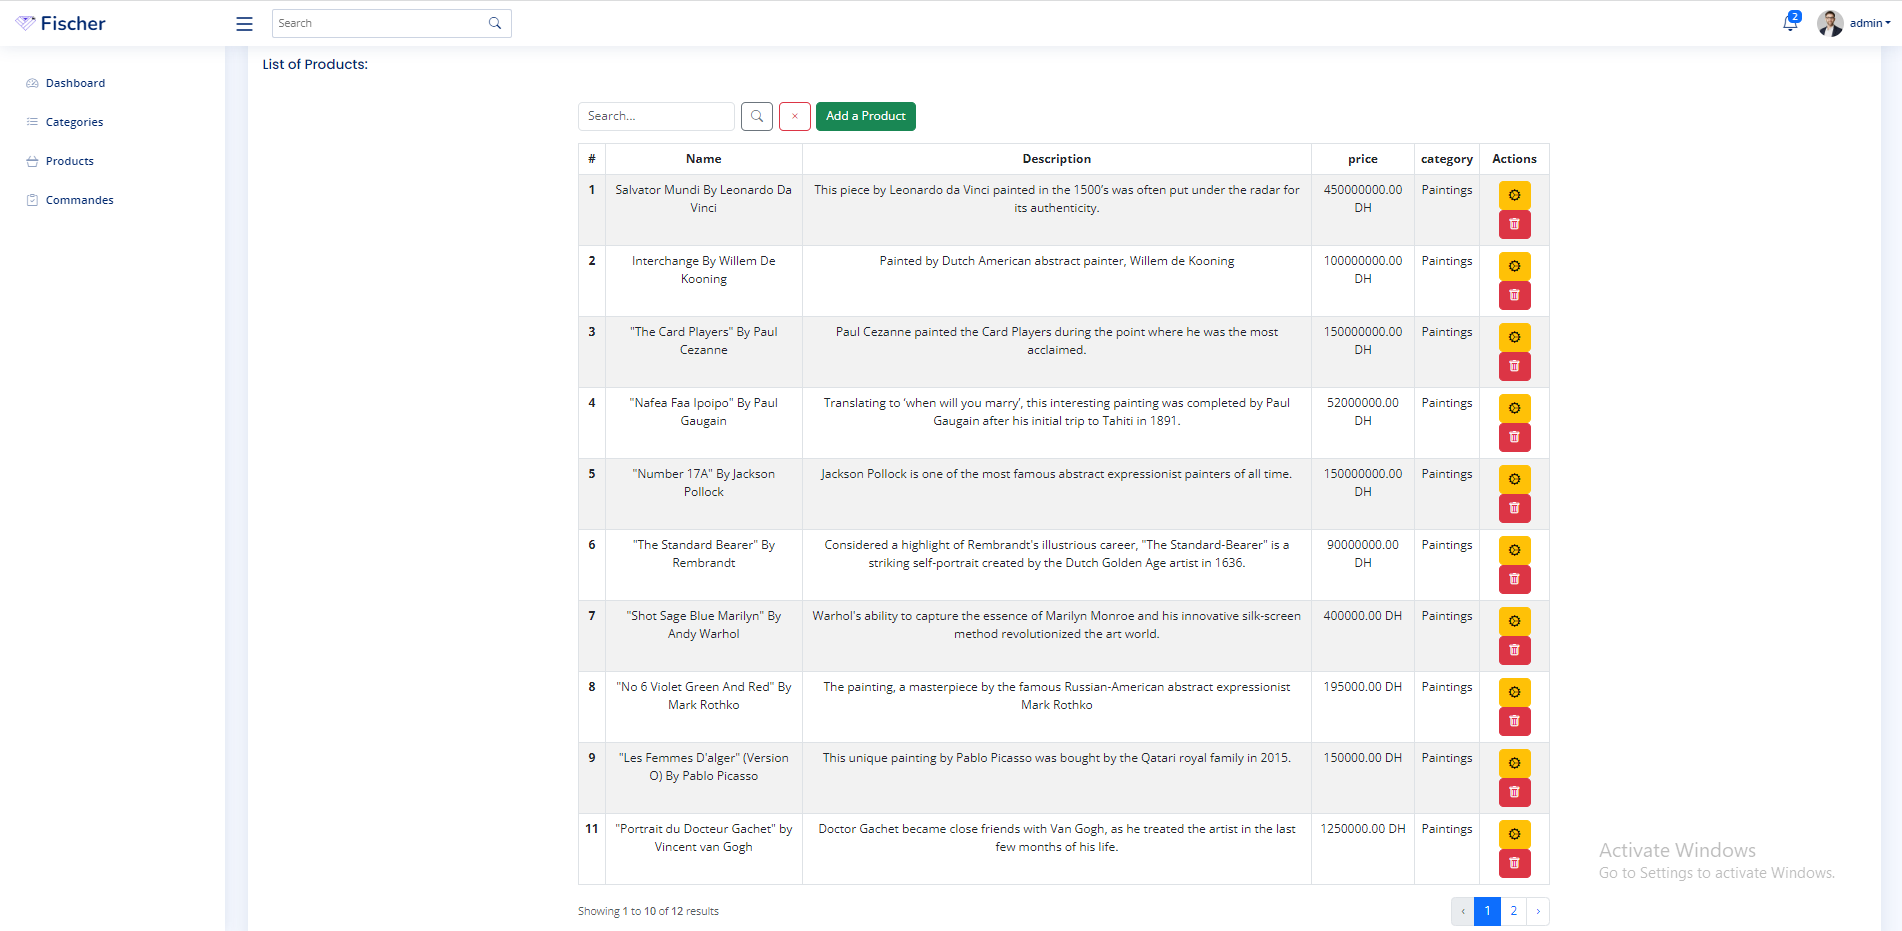 Fischer
Search
2
admin
Dashboard
Categories
Products
Commandes
List of Products:
Search...
×
Add a Product
# Name Description price category Actions
1 Salvator Mundi By Leonardo Da This piece by Leonardo da Vinci painted in the 1500’s was often put under the radar for 450000000.00 Paintings
Vinci its authenticity. DH
2 Interchange By Willem De Painted by Dutch American abstract painter, Willem de Kooning 100000000.00 Paintings
Kooning DH
3 "The Card Players" By Paul Paul Cezanne painted the Card Players during the point where he was the most 150000000.00 Paintings
Cezanne acclaimed. DH
4 "Nafea Faa Ipoipo" By Paul Translating to ‘when will you marry’, this interesting painting was completed by Paul 52000000.00 Paintings
Gaugain Gaugain after his initial trip to Tahiti in 1891. DH
5 "Number 17A" By Jackson Jackson Pollock is one of the most famous abstract expressionist painters of all time. 150000000.00 Paintings
Pollock DH
6 "The Standard Bearer" By Considered a highlight of Rembrandt's illustrious career, "The Standard-Bearer" is a 90000000.00 Paintings
Rembrandt striking self-portrait created by the Dutch Golden Age artist in 1636. DH
7 "Shot Sage Blue Marilyn" By Warhol's ability to capture the essence of Marilyn Monroe and his innovative silk-screen 400000.00 DH Paintings
Andy Warhol method revolutionized the art world.
8 "No 6 Violet Green And Red" By The painting, a masterpiece by the famous Russian-American abstract expressionist 195000.00 DH Paintings
Mark Rothko Mark Rothko
9 "Les Femmes D'alger" (Version This unique painting by Pablo Picasso was bought by the Qatari royal family in 2015. 150000.00 DH Paintings
O) By Pablo Picasso
11 "Portrait du Docteur Gachet" by Doctor Gachet became close friends with Van Gogh, as he treated the artist in the last 1250000.00 DH Paintings
Vincent van Gogh few months of his life.
Showing 1 to 10 of 12 results
‹ 1 2 ›
Activate Windows
Go to Settings to activate Windows.